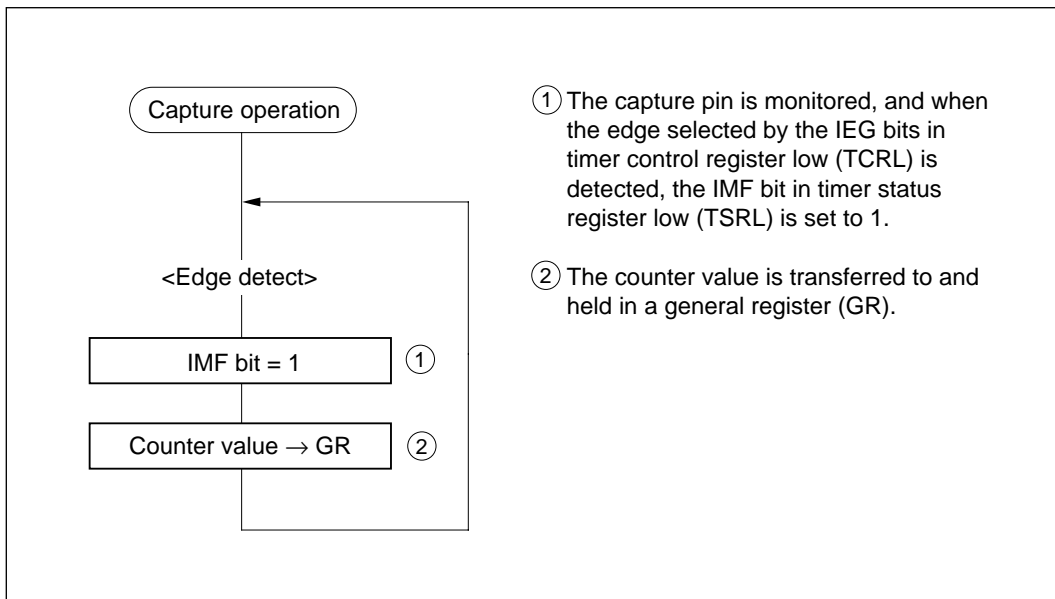 Capture operation
<Edge detect>
IMF bit = 1
1
Counter value → GR
2
1 The capture pin is monitored, and when
the edge selected by the IEG bits in
timer control register low (TCRL) is
detected, the IMF bit in timer status
register low (TSRL) is set to 1.
2 The counter value is transferred to and
held in a general register (GR).